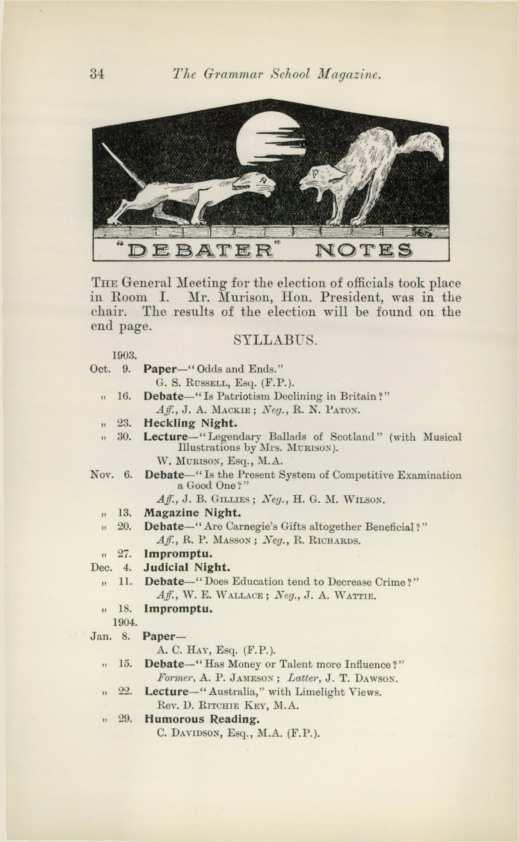 34 The Grammar School Magazine.
"DEBATER" NOTES
THE General Meeting for the election of officials took place
in Room I. Mr. Murison, Hon. President, was in the
chair. The results of the election will be found on the
end page.
SYLLABUS.
1903.
Oct. 9. Paper—"Odds and Ends."
G. S. RUSSELL, Esq. (F.P.).
„ 16. Debate—"Is Patriotism Declining in Britain?"
Aff., J. A. MACKIE; Neg., R. N. PATON.
„ 23. Heckling Night.
„ 30. Lecture—"Legendary Ballads of Scotland" (with Musical
Illustrations by Mrs. MURISON).
W. MURISON, Esq., M.A.
Nov. 6. Debate—"Is the Present System of Competitive Examination
a Good One?"
Aff., J. B. GILLIES; Neg., H. G. M. WILSON.
„ 13. Magazine Night.
„ 20. Debate—"Are Carnegie's Gifts altogether Beneficial?"
Aff., R. P. MASSON; Neg., R. RICHARDS.
„ 27. Impromptu.
Dec. 4. Judicial Night.
„ 11. Debate—"Does Education tend to Decrease Crime?"
Aff., W. E. WALLACE; Neg., J. A. WATTIE.
„ 18. Impromptu.
1904.
Jan. 8. Paper—
A. C. HAY, Esq. (F.P.).
„ 15. Debate—"Has Money or Talent more Influence?"
Former, A. P. JAMESON; Latter, J. T. DAWSON.
„ 22. Lecture—"Australia," with Limelight Views.
Rev. D. RITCHIE KEY, M.A.
„ 29. Humorous Reading.
C. DAVIDSON, Esq., M.A. (F.P.).